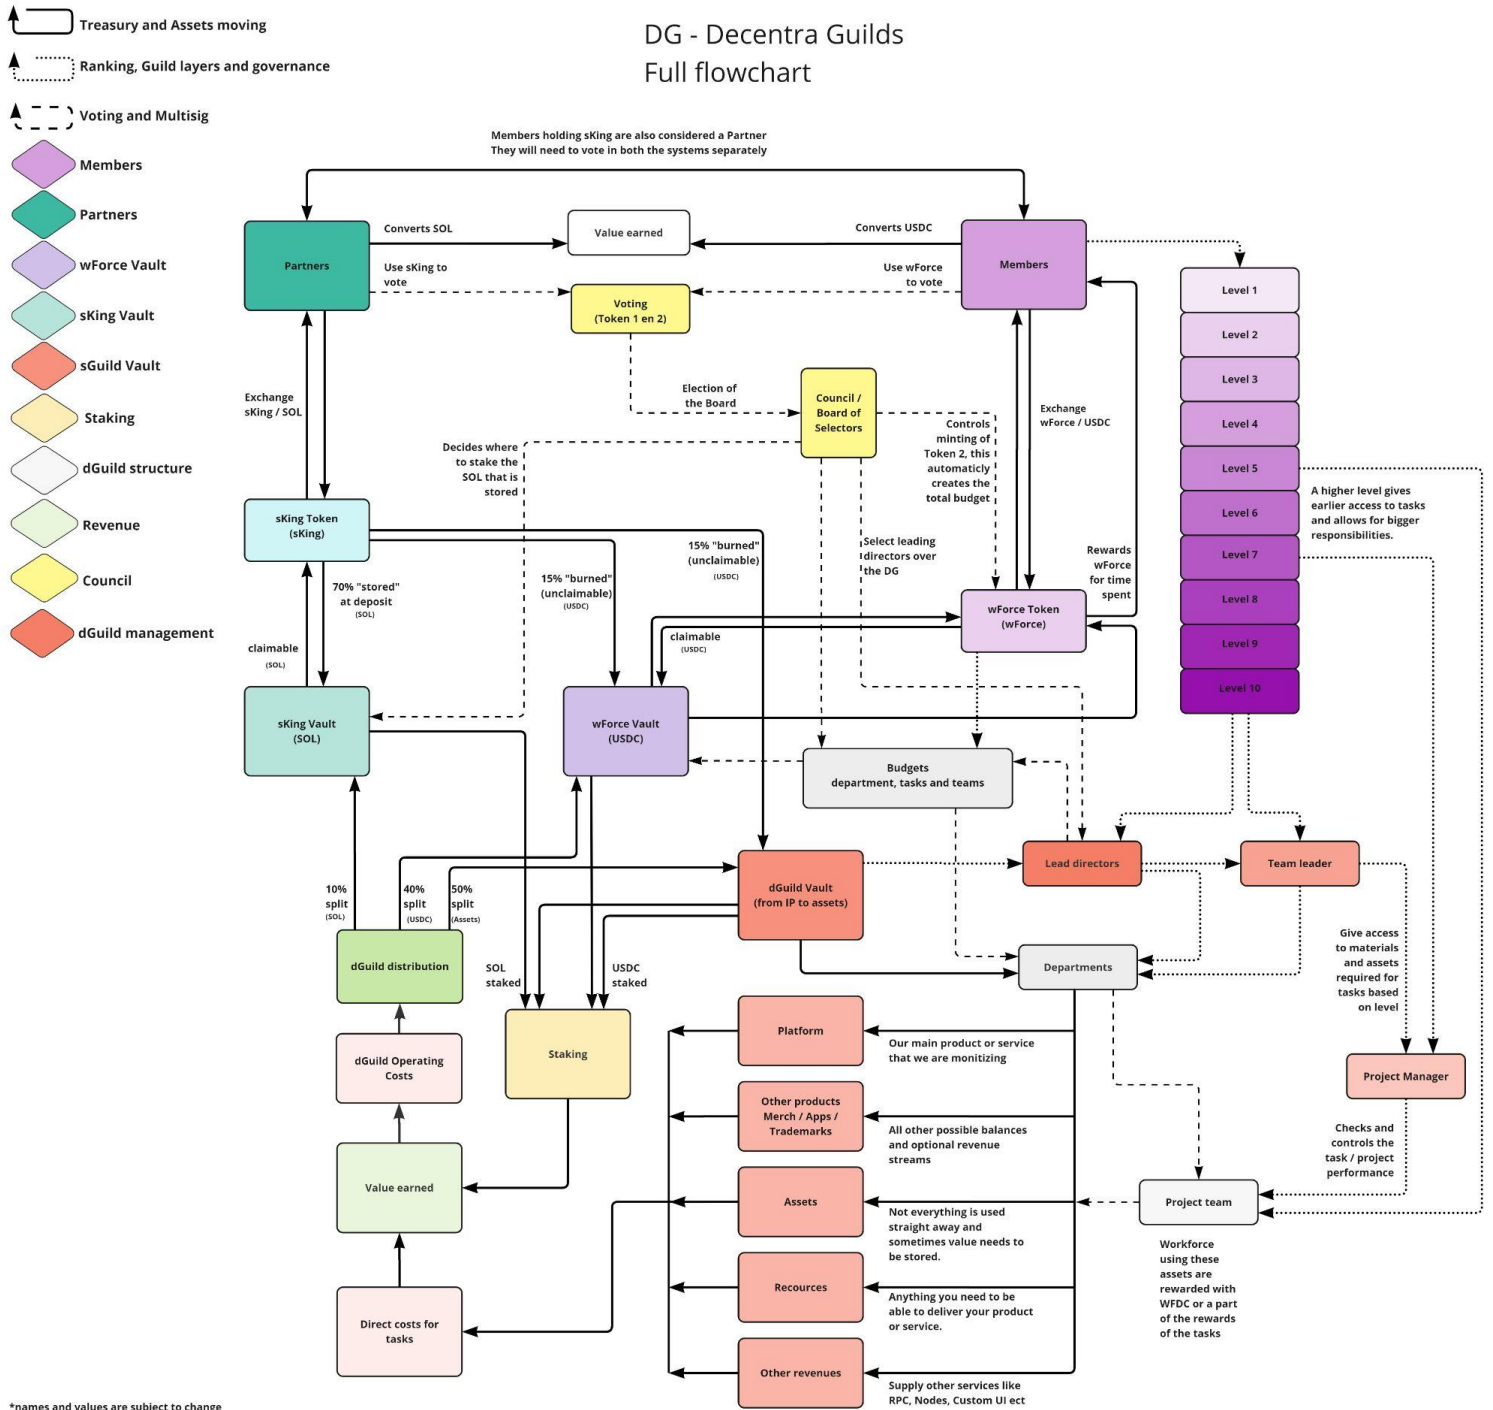 DG - Decentra Guilds
Full flowchart
Treasury and Assets moving
Ranking, Guild layers and governance
Voting and Multisig
Members
Partners
wForce Vault
sKing Vault
sGuild Vault
Staking
dGuild structure
Revenue
Council
dGuild management
Members holding sKing are also considered a Partner
They will need to vote in both the systems separately
Partners
Converts SOL
Value earned
Converts USDC
Members
Use sKing to
vote
Voting
(Token 1 en 2)
Use wForce
to vote
Level 1
Level 2
Level 3
Level 4
Level 5
Level 6
Level 7
Level 8
Level 9
Level 10
Exchange
sKing / SOL
Election of
the Board
Council /
Board of
Selectors
Controls
minting of
Token 2, this
automaticly
creates the
total budget
Exchange
wForce / USDC
Decides where
to stake the
SOL that is
stored
A higher level gives
earlier access to tasks
and allows for bigger
responsibilities.
sKing Token
(sKing)
15% "burned"
(unclaimable)
(USDC)
15% "burned"
(unclaimable)
(USDC)
Select leading
directors over
the DG
Rewards
wForce
for time
spent
70% "stored"
at deposit
(SOL)
claimable
(SOL)
claimable
(USDC)
wForce Token
(wForce)
sKing Vault
(SOL)
wForce Vault
(USDC)
Budgets
department, tasks and teams
10%
split
(SOL)
40%
split
(USDC)
50%
split
(Assets)
dGuild Vault
(from IP to assets)
Lead directors
Team leader
dGuild distribution
SOL
staked
USDC
staked
Departments
Give access
to materials
and assets
required for
tasks based
on level
dGuild Operating
Costs
Staking
Platform
Our main product or service
that we are monitizing
Project Manager
Other products
Merch / Apps /
Trademarks
All other possible balances
and optional revenue
streams
Checks and
controls the
task / project
performance
Value earned
Assets
Not everything is used
straight away and
sometimes value needs to
be stored.
Project team
Workforce
using these
assets are
rewarded with
WFDC or a part
of the rewards
of the tasks
Recources
Anything you need to be
able to deliver your product
or service.
Direct costs for
tasks
Other revenues
Supply other services like
RPC, Nodes, Custom UI ect
*names and values are subject to change